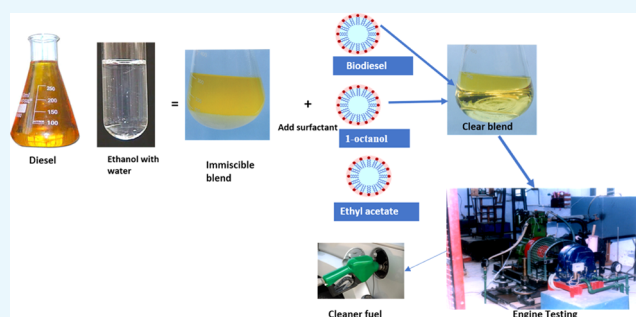 Diesel
Ethanol with
water
=
Immiscible
blend
+
Add surfactant
Biodiesel
1-octanol
Ethyl acetate
Clear blend
Engine Testing
Cleaner fuel